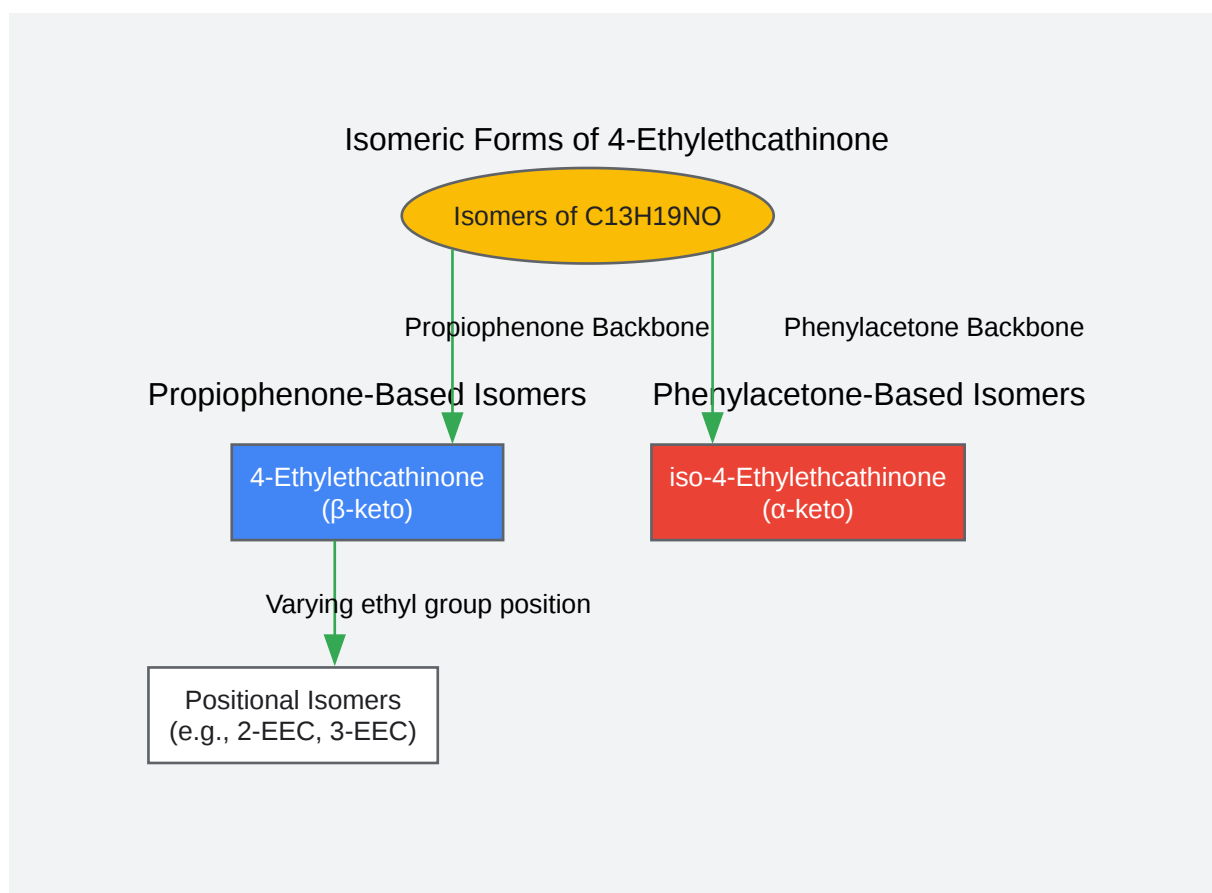 Isomeric Forms of 4-Ethylethcathinone
Isomers of C13H19NO
Propiophenone Backbone
Phenylacetone Backbone
Propiophenone-Based Isomers
Phenylacetone-Based Isomers
4-Ethylethcathinone
(β-keto)
iso-4-Ethylethcathinone
(α-keto)
Varying ethyl group position
Positional Isomers
(e.g., 2-EEC, 3-EEC)